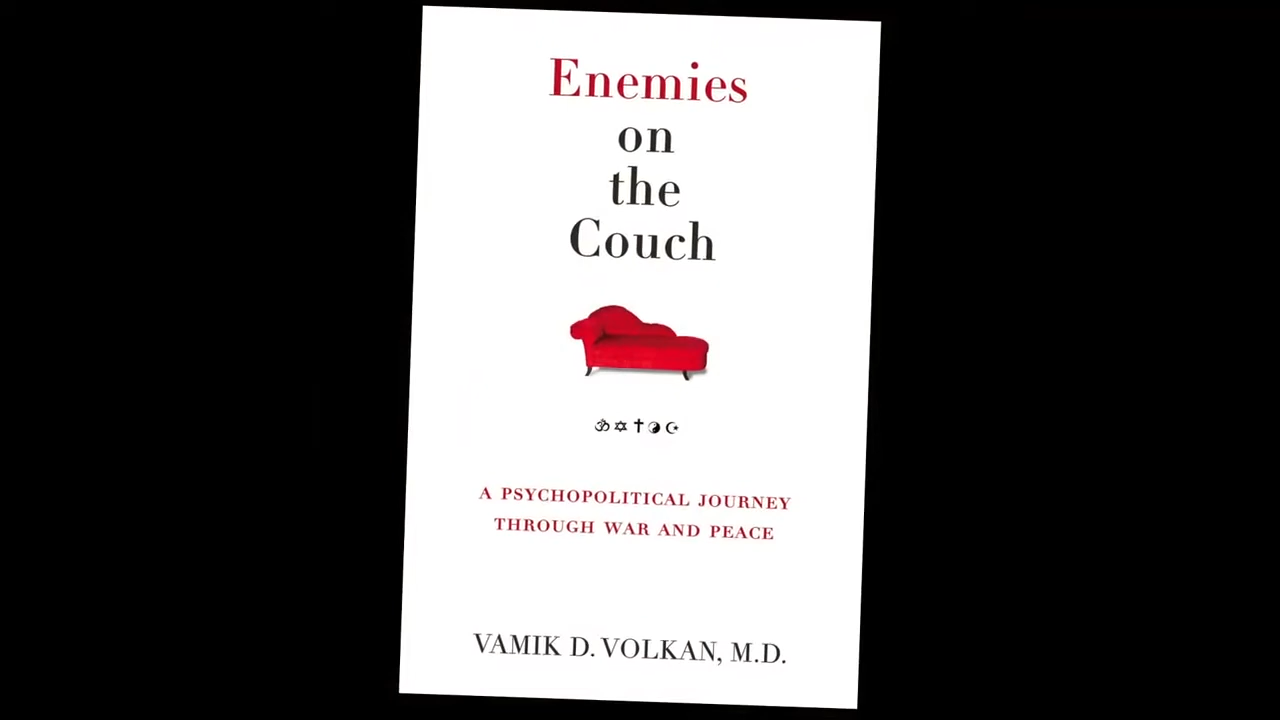 Enemies
on
the
Couch
ॐ✡✝☯☪
A PSYCHOPOLITICAL JOURNEY
THROUGH WAR AND PEACE
VAMIK D. VOLKAN, M.D.